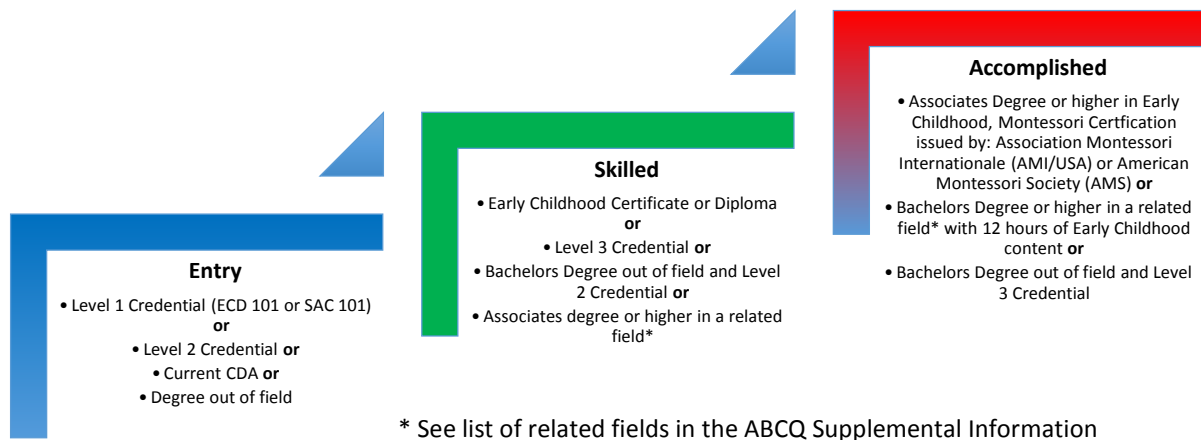 Entry
• Level 1 Credential (ECD 101 or SAC 101)
or
• Level 2 Credential or
• Current CDA or
• Degree out of field
Skilled
• Early Childhood Certificate or Diploma
or
• Level 3 Credential or
• Bachelors Degree out of field and Level
2 Credential or
• Associates degree or higher in a related
field*
Accomplished
• Associates Degree or higher in Early
Childhood, Montessori Certfication
issued by: Association Montessori
Internationale (AMI/USA) or American
Montessori Society (AMS) or
• Bachelors Degree or higher in a related
field* with 12 hours of Early Childhood
content or
• Bachelors Degree out of field and Level
3 Credential
* See list of related fields in the ABCQ Supplemental Information